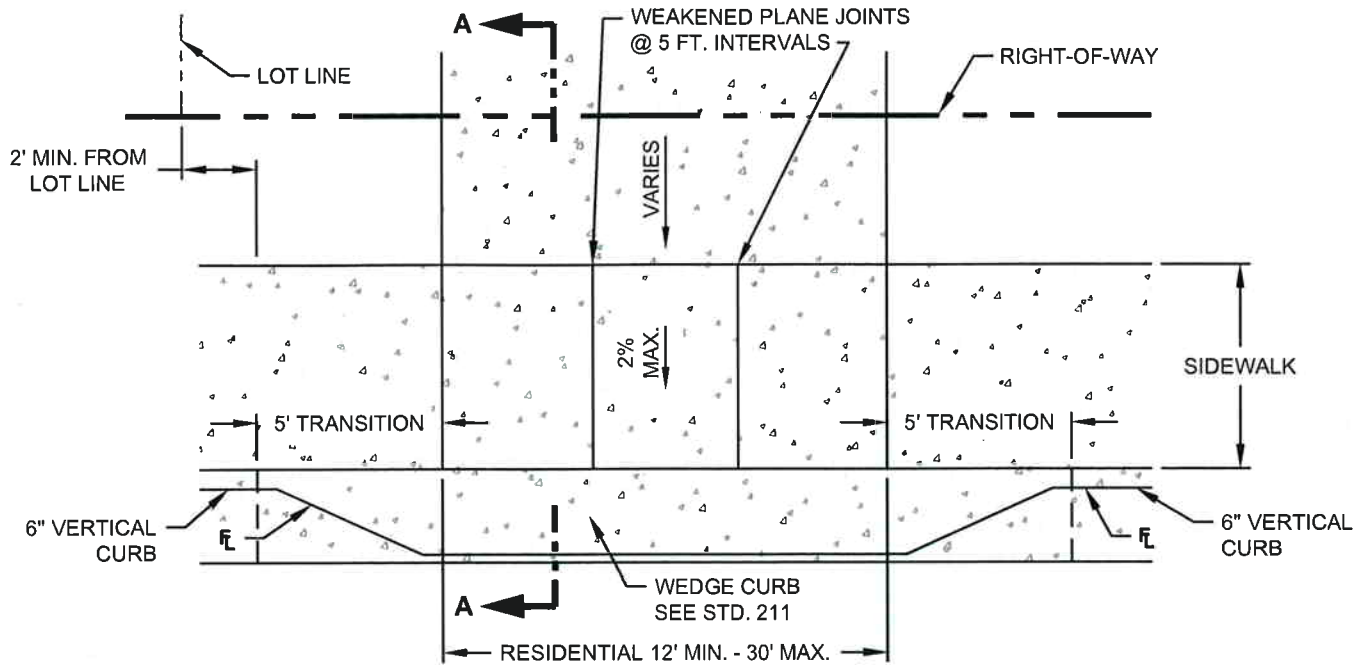 A
WEAKENED PLANE JOINTS
@ 5 FT. INTERVALS
LOT LINE
RIGHT-OF-WAY
2' MIN. FROM
LOT LINE
VARIES
2%
MAX.
SIDEWALK
5' TRANSITION
5' TRANSITION
6" VERTICAL
CURB
FL
FL
6" VERTICAL
CURB
WEDGE CURB
SEE STD. 211
A
RESIDENTIAL 12' MIN. - 30' MAX.